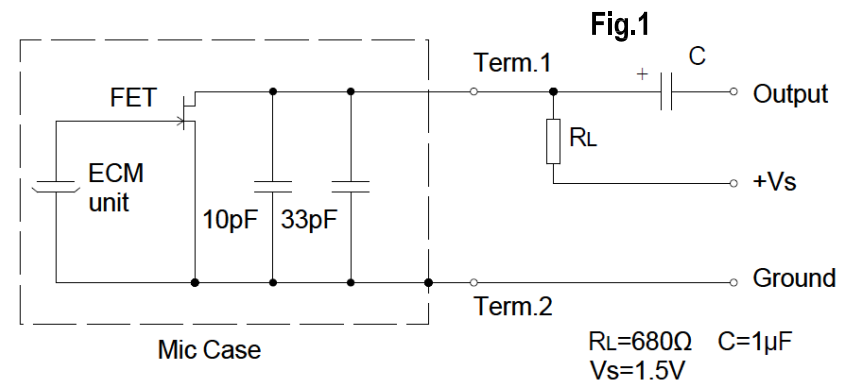 Fig.1
Term.1
C
+
Output
FET
RL
ECM
unit
+Vs
10pF
33pF
Ground
Term.2
Mic Case
RL=680Ω C=1μF
Vs=1.5V